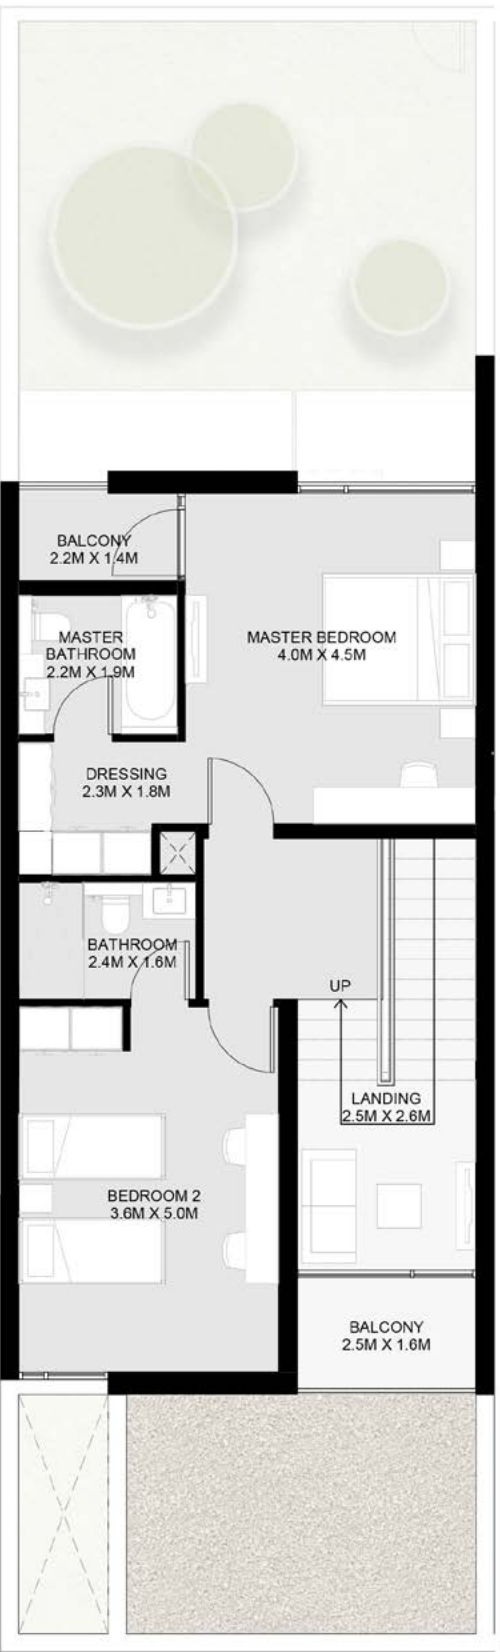 BALCONY
2.2M X 1.4M
MASTER
BATHROOM
2.2M X 1.9M
MASTER BEDROOM
4.0M X 4.5M
DRESSING
2.3M X 1.8M
BATHROOM
2.4M X 1.6M
UP
LANDING
2.5M X 2.6M
BEDROOM 2
3.6M X 5.0M
BALCONY
2.5M X 1.6M